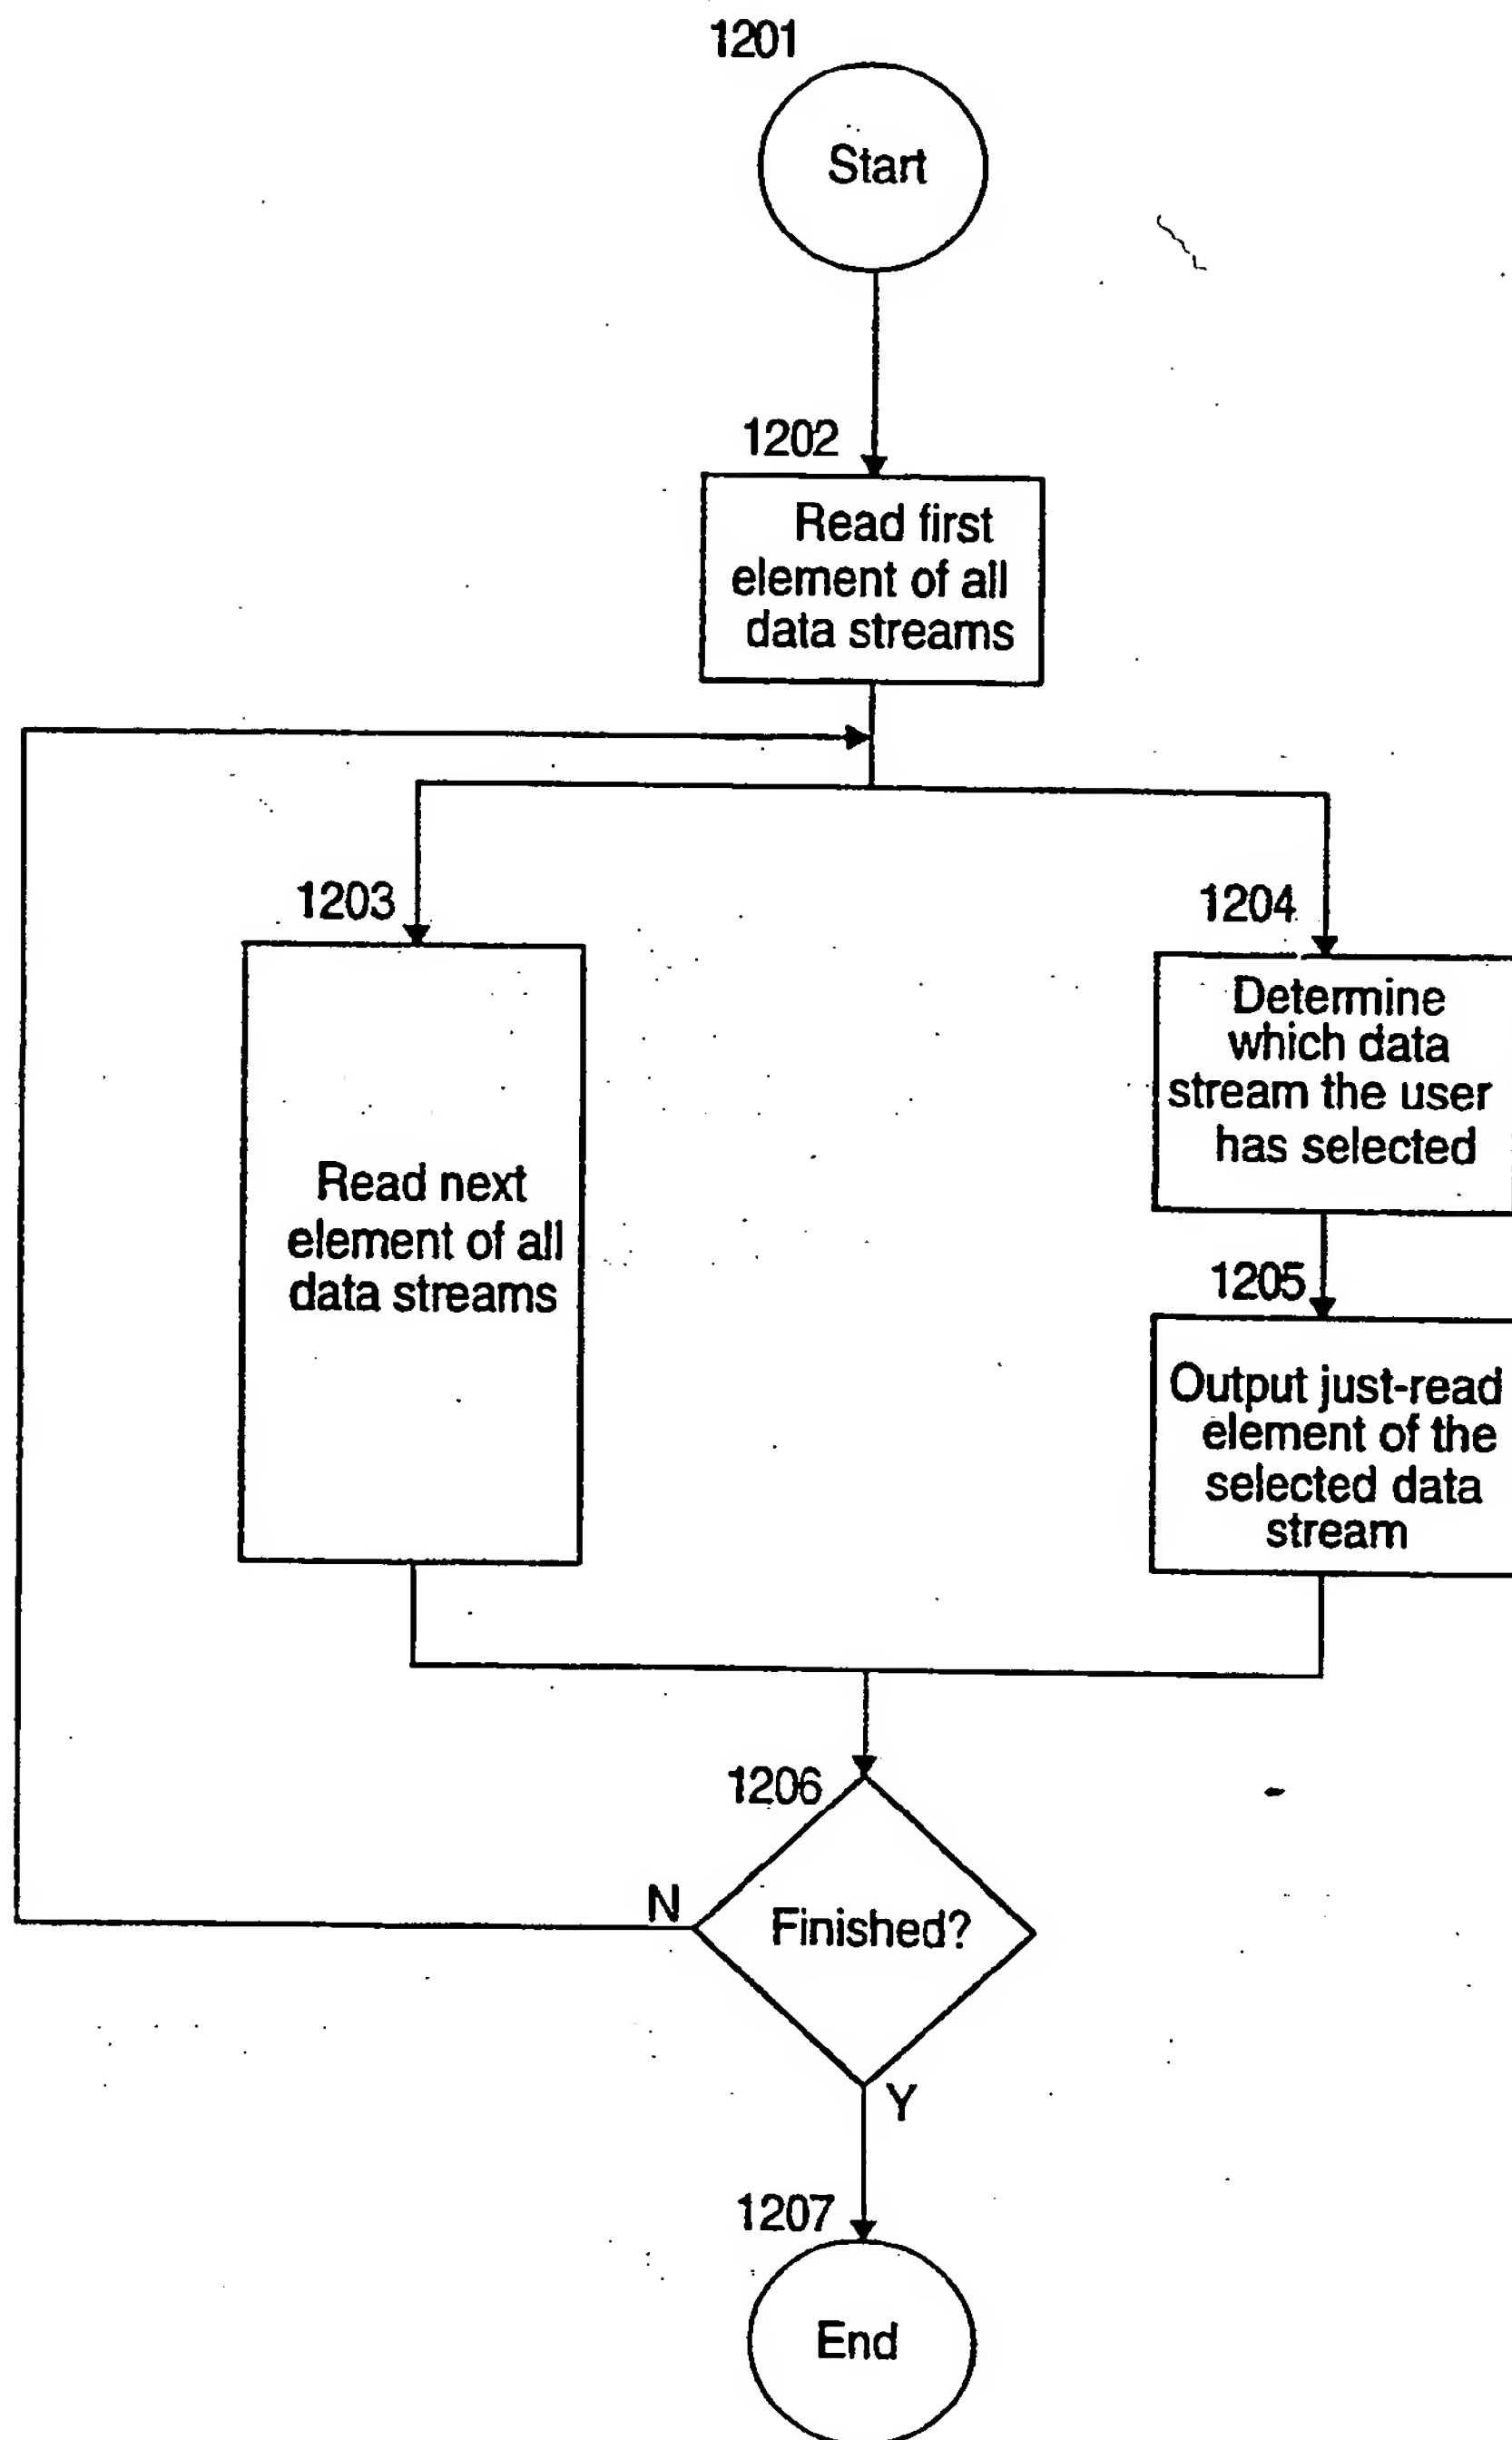 1201
Start
1202
Read first
element of all
data streams
1203
Read next
element of all
data streams
1204
Determine
which data
stream the user
has selected
1205
Output just-read
element of the
selected data
stream
1206
Finished?
N
Y
1207
End